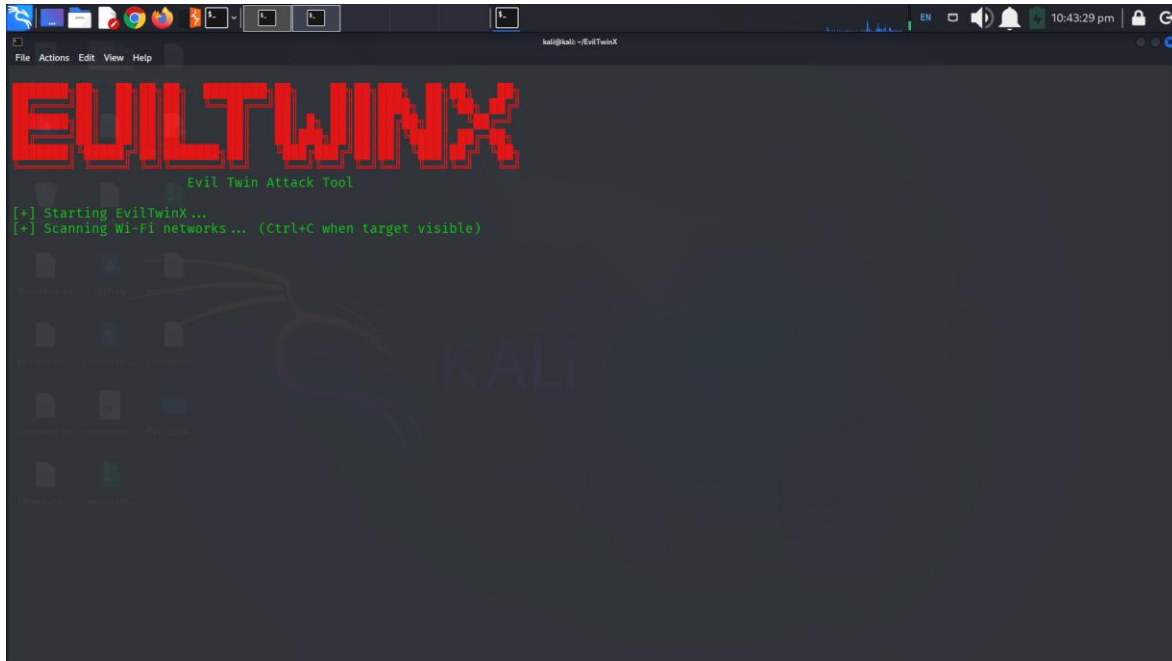 EN
10:43:29 pm
kali@kali: ~/EvilTwinX
File Actions Edit View Help
EVILTWINX
Evil Twin Attack Tool
[+] Starting EvilTwinX...
[+] Scanning Wi-Fi networks... (Ctrl+C when target visible)
KALI